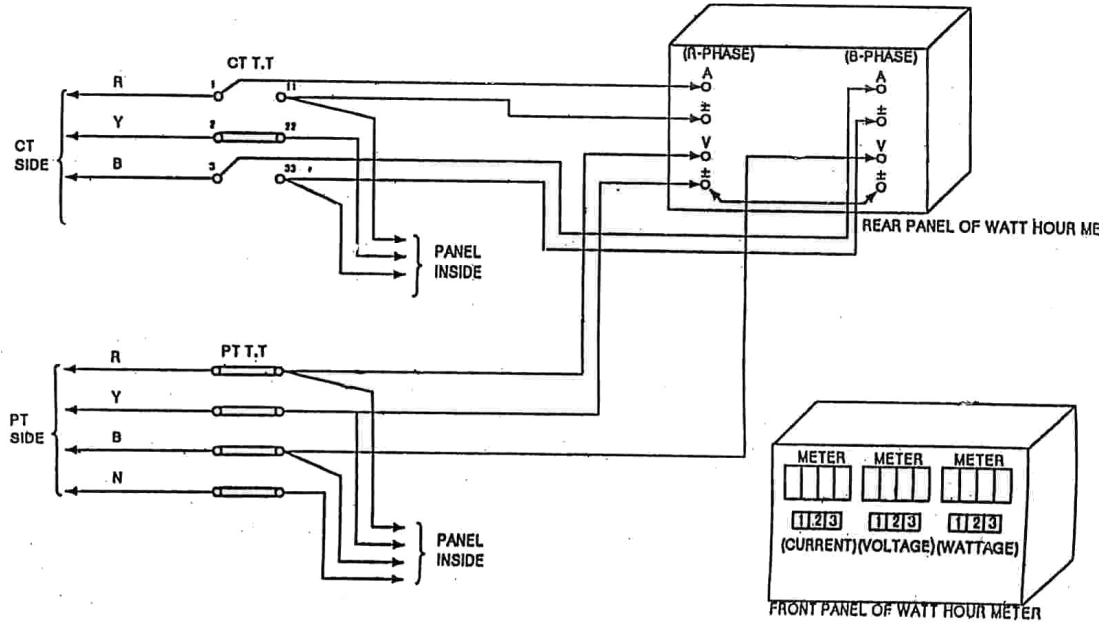 (R-PHASE) (B-PHASE)
CT T.T
R 1 11 A A
± ±
Y 2 22
CT SIDE
V V
B 3 33
± ±
REAR PANEL OF WATT HOUR ME
PANEL INSIDE
PT T.T
R
Y
PT SIDE
B
N
PANEL INSIDE
METER METER METER
1 2 3 1 2 3 1 2 3
(CURRENT) (VOLTAGE) (WATTAGE)
FRONT PANEL OF WATT HOUR METER